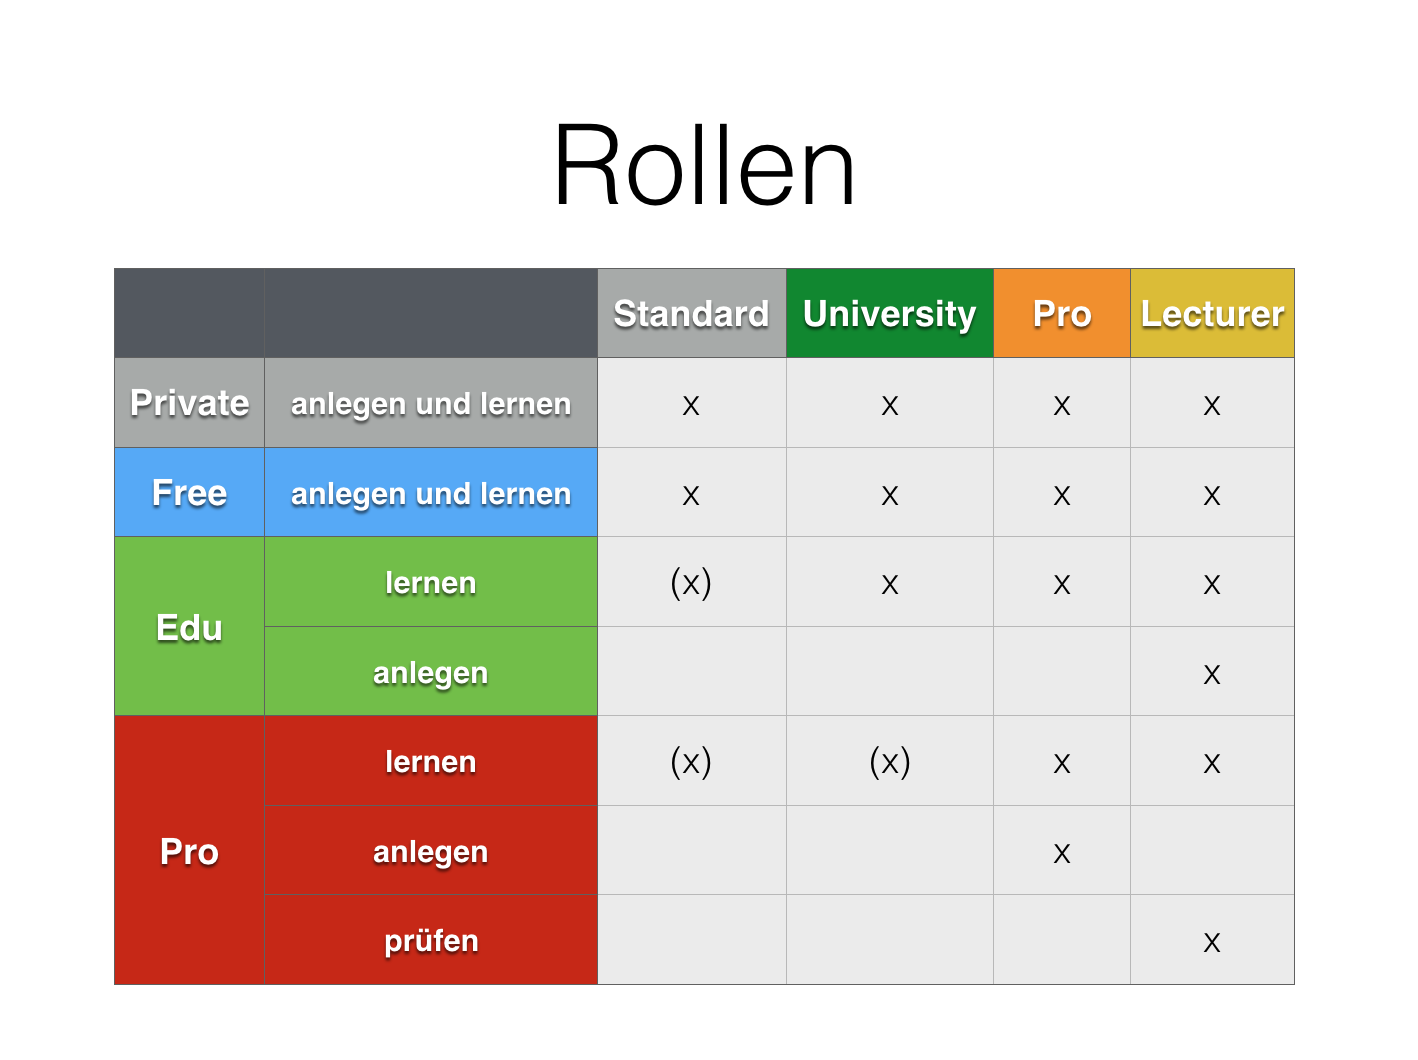 Rollen
Standard University Pro Lecturer
Private anlegen und lernen x x x x
Free anlegen und lernen x x x x
Edu
lernen (x) x x x
anlegen x
Pro
lernen (x) (x) x x
anlegen x
prüfen x